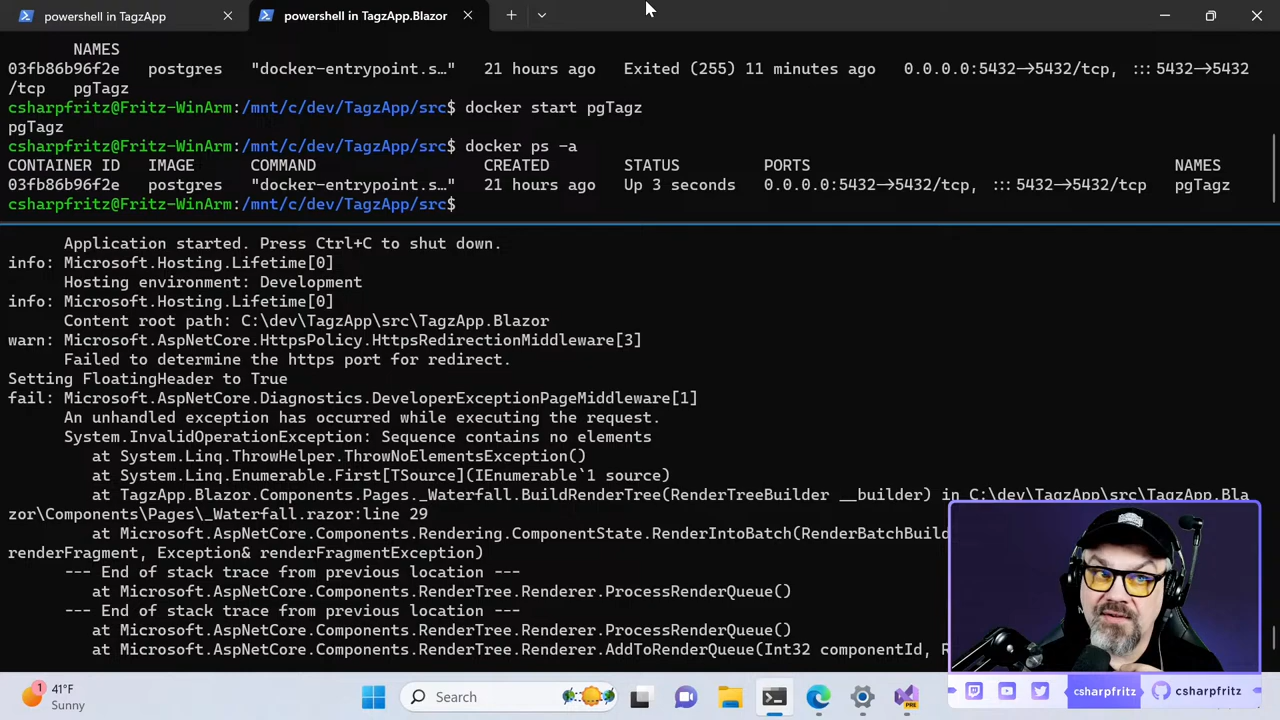 powershell in TagzApp
powershell in TagzApp.Blazor
NAMES
03fb86b96f2e postgres "docker-entrypoint.s…" 21 hours ago Exited (255) 11 minutes ago 0.0.0.0:5432->5432/tcp, :::5432->5432
/tcp pgTagz
csharpfritz@Fritz-WinArm:/mnt/c/dev/TagzApp/src$ docker start pgTagz
pgTagz
csharpfritz@Fritz-WinArm:/mnt/c/dev/TagzApp/src$ docker ps -a
CONTAINER ID IMAGE COMMAND CREATED STATUS PORTS NAMES
03fb86b96f2e postgres "docker-entrypoint.s…" 21 hours ago Up 3 seconds 0.0.0.0:5432->5432/tcp, :::5432->5432/tcp pgTagz
csharpfritz@Fritz-WinArm:/mnt/c/dev/TagzApp/src$
Application started. Press Ctrl+C to shut down.
info: Microsoft.Hosting.Lifetime[0]
Hosting environment: Development
info: Microsoft.Hosting.Lifetime[0]
Content root path: C:\dev\TagzApp\src\TagzApp.Blazor
warn: Microsoft.AspNetCore.HttpsPolicy.HttpsRedirectionMiddleware[3]
Failed to determine the https port for redirect.
Setting FloatingHeader to True
fail: Microsoft.AspNetCore.Diagnostics.DeveloperExceptionPageMiddleware[1]
An unhandled exception has occurred while executing the request.
System.InvalidOperationException: Sequence contains no elements
at System.Linq.ThrowHelper.ThrowNoElementsException()
at System.Linq.Enumerable.First[TSource](IEnumerable`1 source)
at TagzApp.Blazor.Components.Pages._Waterfall.BuildRenderTree(RenderTreeBuilder __builder) in C:\dev\TagzApp\src\TagzApp.Bla
zor\Components\Pages\_Waterfall.razor:line 29
at Microsoft.AspNetCore.Components.Rendering.ComponentState.RenderIntoBatch(RenderBatchBuil
renderFragment, Exception& renderFragmentException)
--- End of stack trace from previous location ---
at Microsoft.AspNetCore.Components.RenderTree.Renderer.ProcessRenderQueue()
--- End of stack trace from previous location ---
at Microsoft.AspNetCore.Components.RenderTree.Renderer.ProcessRenderQueue()
at Microsoft.AspNetCore.Components.RenderTree.Renderer.AddToRenderQueue(Int32 componentId, R
1
41°F
Sunny
Search
PRE
csharpfritz
csharpfritz